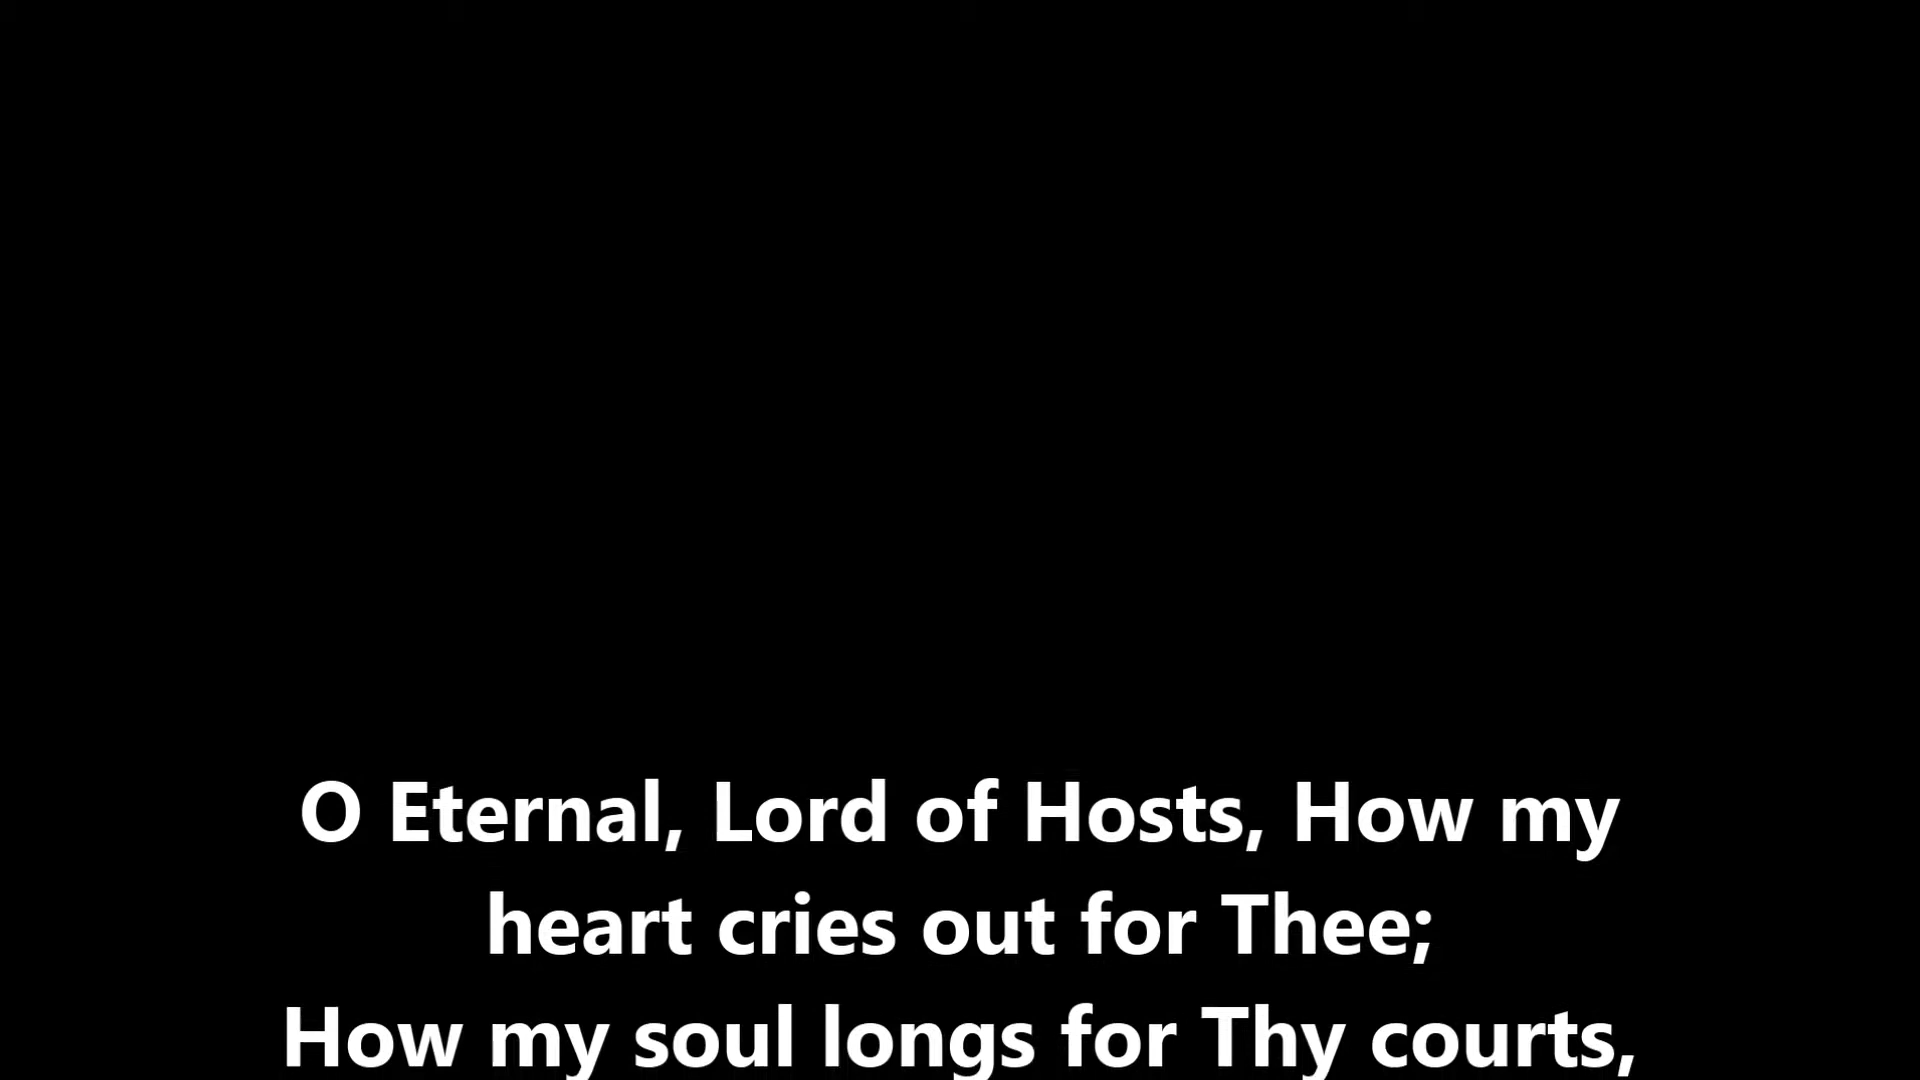 O Eternal, Lord of Hosts, How my
heart cries out for Thee;
How my soul longs for Thy courts,